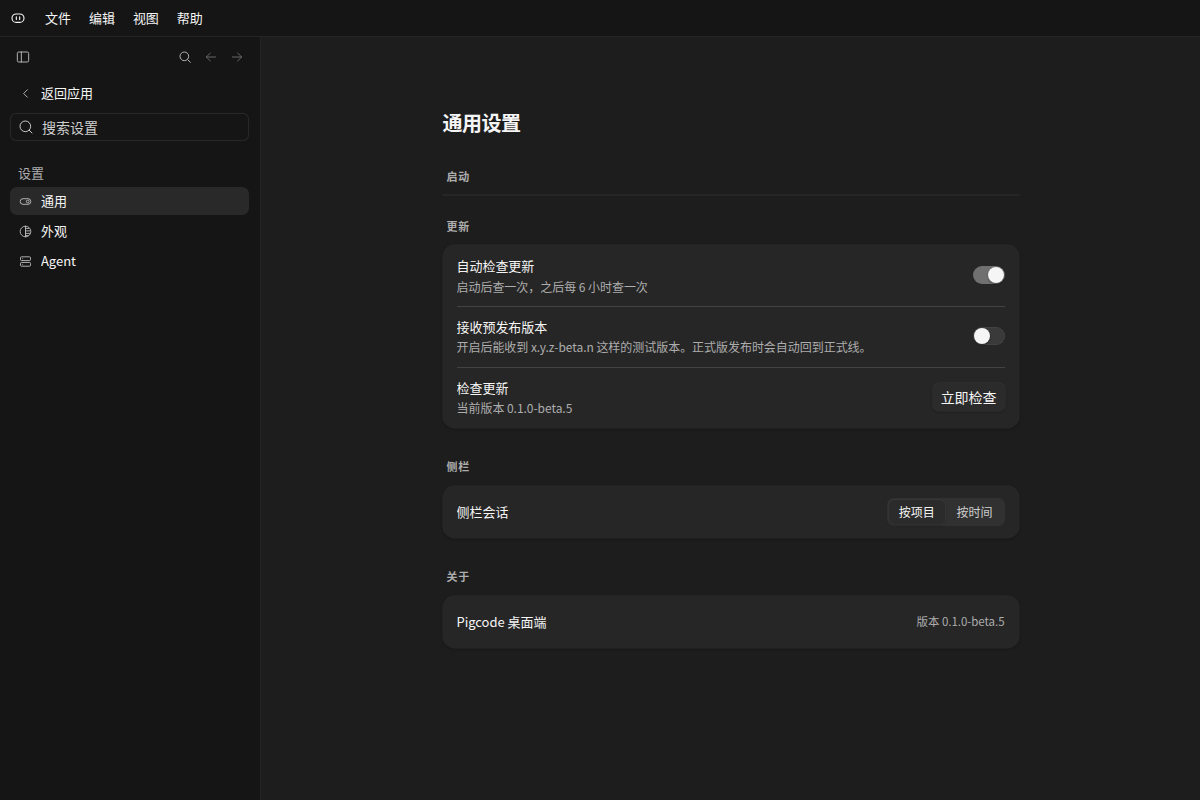 文件 编辑 视图 帮助
返回应用
搜索设置
设置
通用
外观
Agent
通用设置
启动
更新
自动检查更新
启动后查一次，之后每 6 小时查一次
接收预发布版本
开启后能收到 x.y.z-beta.n 这样的测试版本。正式版发布时会自动回到正式线。
检查更新
当前版本 0.1.0-beta.5
立即检查
侧栏
侧栏会话
按项目 按时间
关于
Pigcode 桌面端
版本 0.1.0-beta.5